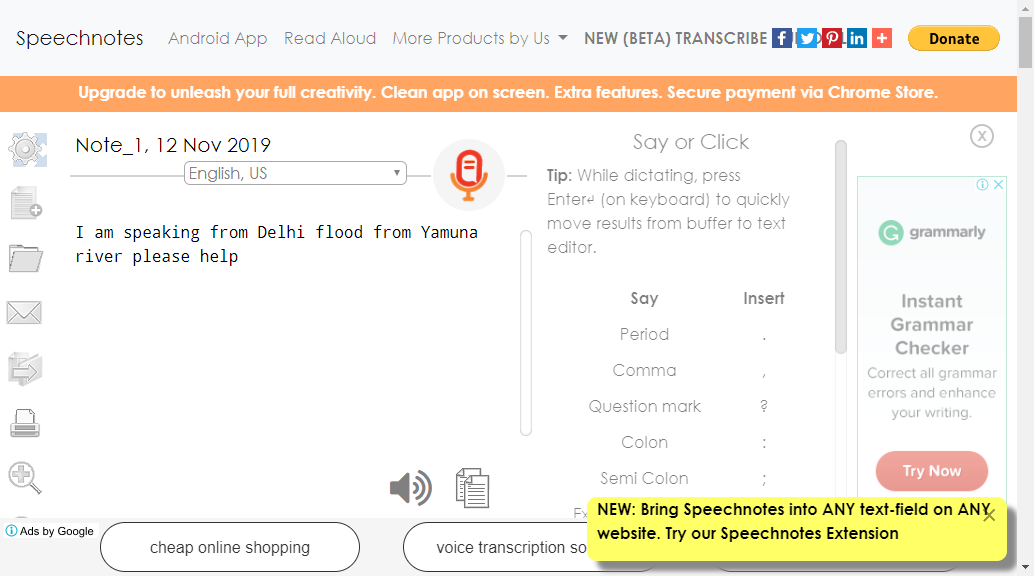 Speechnotes Android App Read Aloud More Products by Us NEW (BETA) TRANSCRIBE Donate
Upgrade to unleash your full creativity. Clean app on screen. Extra features. Secure payment via Chrome Store.
Note_1, 12 Nov 2019
English, US
I am speaking from Delhi flood from Yamuna
river please help
Say or Click
X
Tip: While dictating, press
Enter↵ (on keyboard) to quickly
move results from buffer to text
editor.
Say Insert
Period .
Comma ,
Question mark ?
Colon :
Semi Colon ;
grammarly
Instant
Grammar
Checker
Correct all grammar
errors and enhance
your writing.
Try Now
NEW: Bring Speechnotes into ANY text-field on ANY
website. Try our Speechnotes Extension
Ads by Google
cheap online shopping
voice transcription